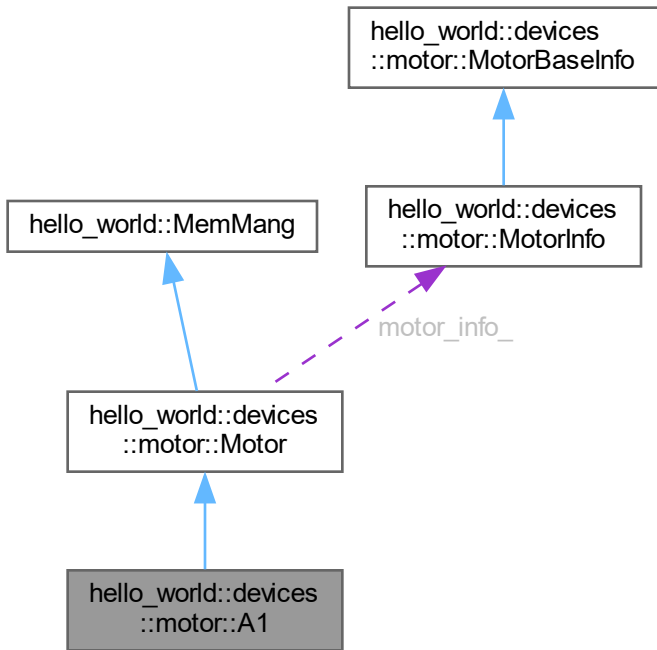 hello_world::devices
::motor::MotorBaseInfo
hello_world::MemMang
hello_world::devices
::motor::MotorInfo
motor_info_
hello_world::devices
::motor::Motor
hello_world::devices
::motor::A1